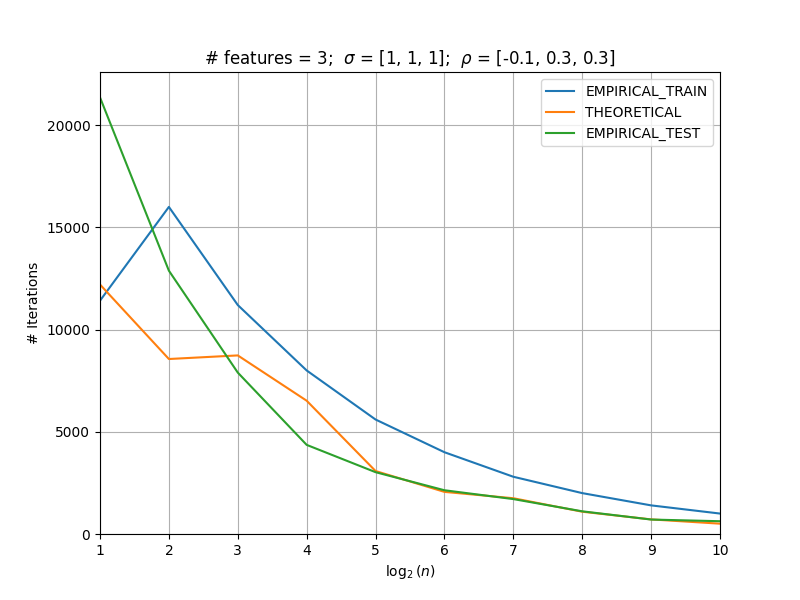 # features = 3; σ = [1, 1, 1]; ρ = [-0.1, 0.3, 0.3]
EMPIRICAL_TRAIN
THEORETICAL
EMPIRICAL_TEST
# Iterations
20000
15000
10000
5000
0
1 2 3 4 5 6 7 8 9 10
log₂(n)